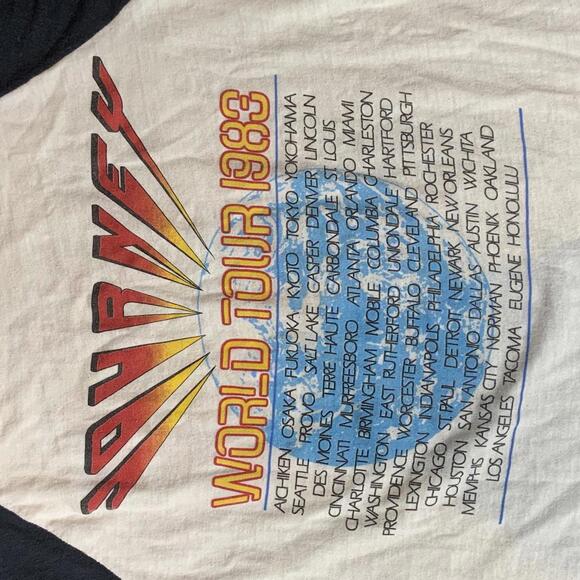 JOURNEY
WORLD TOUR 1983
AICHIKEN OSAKA FUKUOKA KYOTO TOKYO YOKOHAMA
SEATTLE PROVO SALT LAKE CASPER DENVER LINCOLN
DES MOINES TERRE HAUTE CARBONDALE ST LOUIS
CINCINNATI MURFREESBORO ATLANTA ORLANDO MIAMI
CHARLOTTE BIRMINGHAM MOBILE COLUMBIA CHARLESTON
WASHINGTON EAST RUTHERFORD UNIONDALE HARTFORD
PROVIDENCE WORCESTER BUFFALO CLEVELAND PITTSBURGH
LEXINGTON INDIANAPOLIS PHILADELPHIA ROCHESTER
CHICAGO ST. PAUL DETROIT NEWARK NEW ORLEANS
HOUSTON SAN ANTONIO DALLAS AUSTIN WICHITA
MEMPHIS KANSAS CITY NORMAN PHOENIX OAKLAND
LOS ANGELES TACOMA EUGENE HONOLULU